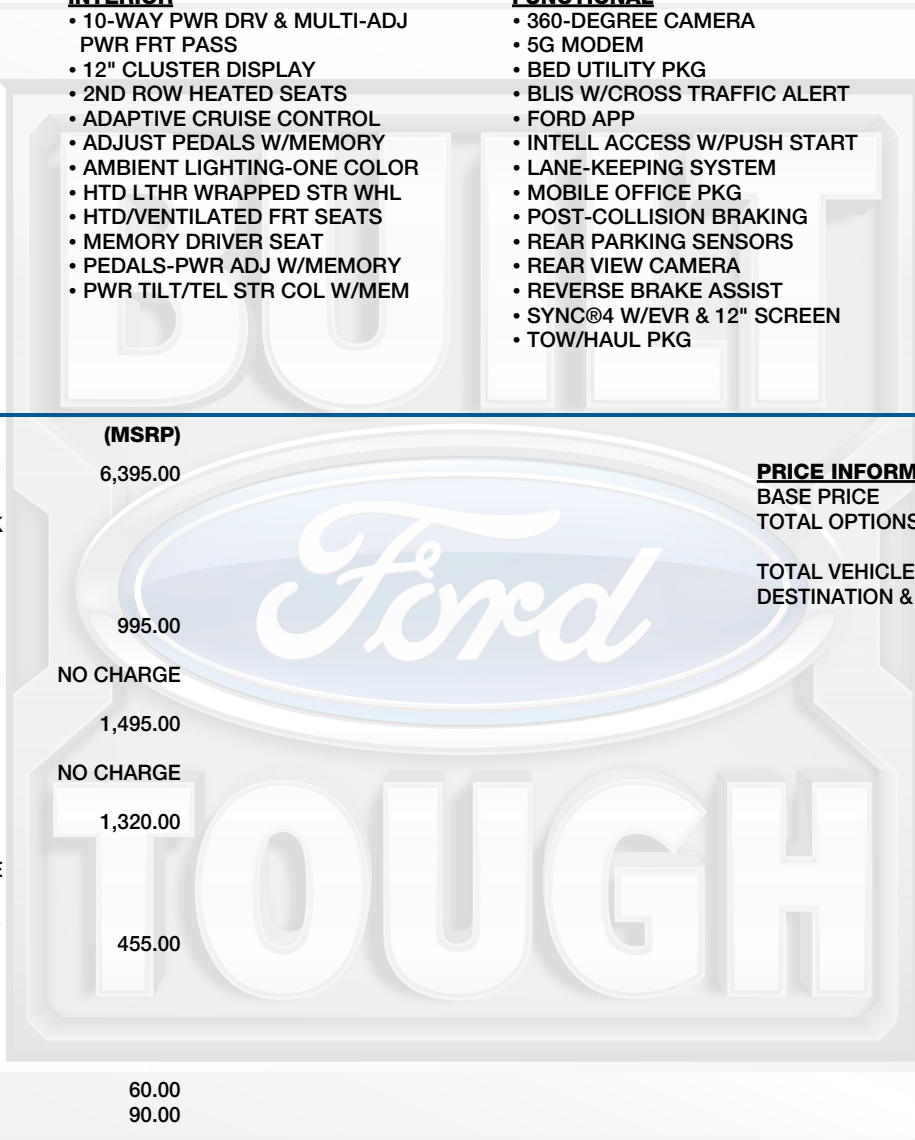 INTERIOR
• 10-WAY PWR DRV & MULTI-ADJ
PWR FRT PASS
• 12" CLUSTER DISPLAY
• 2ND ROW HEATED SEATS
• ADAPTIVE CRUISE CONTROL
• ADJUST PEDALS W/MEMORY
• AMBIENT LIGHTING-ONE COLOR
• HTD LTHR WRAPPED STR WHL
• HTD/VENTILATED FRT SEATS
• MEMORY DRIVER SEAT
• PEDALS-PWR ADJ W/MEMORY
• PWR TILT/TEL STR COL W/MEM
FUNCTIONAL
• 360-DEGREE CAMERA
• 5G MODEM
• BED UTILITY PKG
• BLIS W/CROSS TRAFFIC ALERT
• FORD APP
• INTELL ACCESS W/PUSH START
• LANE-KEEPING SYSTEM
• MOBILE OFFICE PKG
• POST-COLLISION BRAKING
• REAR PARKING SENSORS
• REAR VIEW CAMERA
• REVERSE BRAKE ASSIST
• SYNC®4 W/EVR & 12" SCREEN
• TOW/HAUL PKG
BUILT
Ford
TOUGH
(MSRP)
6,395.00
995.00
NO CHARGE
1,495.00
NO CHARGE
1,320.00
455.00
60.00
90.00
PRICE INFORM
BASE PRICE
TOTAL OPTIONS
TOTAL VEHICLE
DESTINATION &